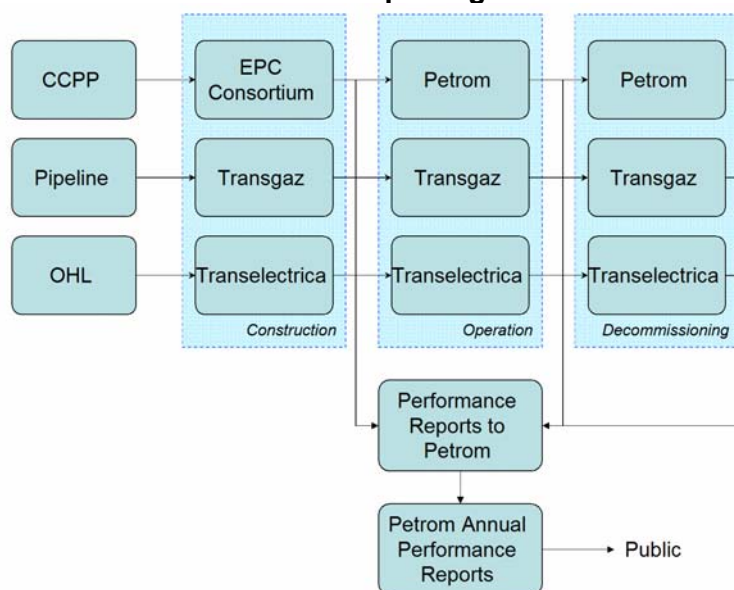 CCPP
EPC
Consortium
Petrom
Petrom
Pipeline
Transgaz
Transgaz
Transgaz
OHL
Transelectrica
Transelectrica
Transelectrica
Construction
Operation
Decommissioning
Performance
Reports to
Petrom
Petrom Annual
Performance
Reports
Public